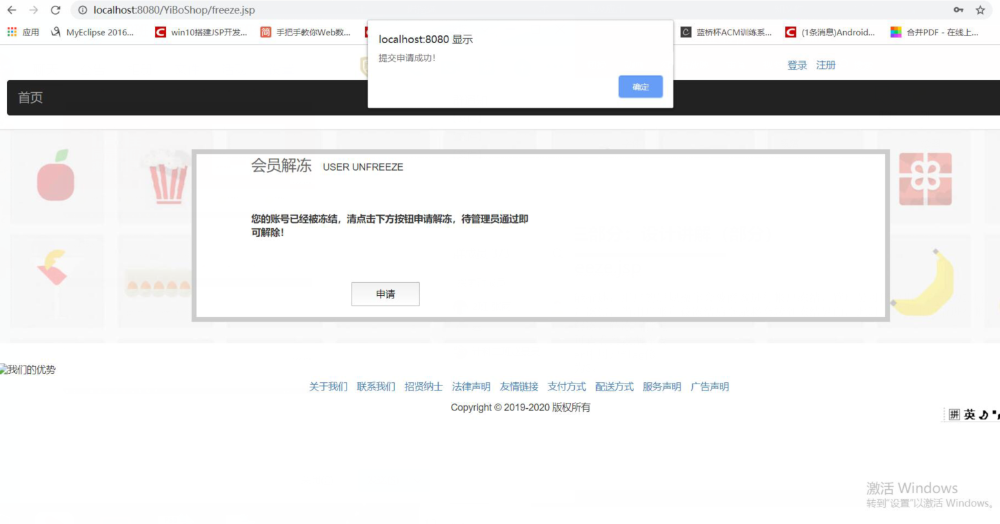 localhost:8080/YiBoShop/freeze.jsp
应用 MyEclipse 2016... win10搭建JSP开发... 手把手教你Web数... 蓝桥杯ACM训练系... (1条消息)Android... 合并PDF - 在线上...
localhost:8080 显示
提交申请成功!
确定
登录 注册
首页
会员解冻 USER UNFREEZE
您的账号已经被冻结，清点击下方按钮申请解冻，待管理员通过即
可解除!
申请
我们的优势
关于我们 联系我们 招贤纳士 法律声明 友情链接 支付方式 配送方式 服务声明 广告声明
Copyright © 2019-2020 版权所有
拼 英
激活 Windows
转到"设置"以激活 Windows。